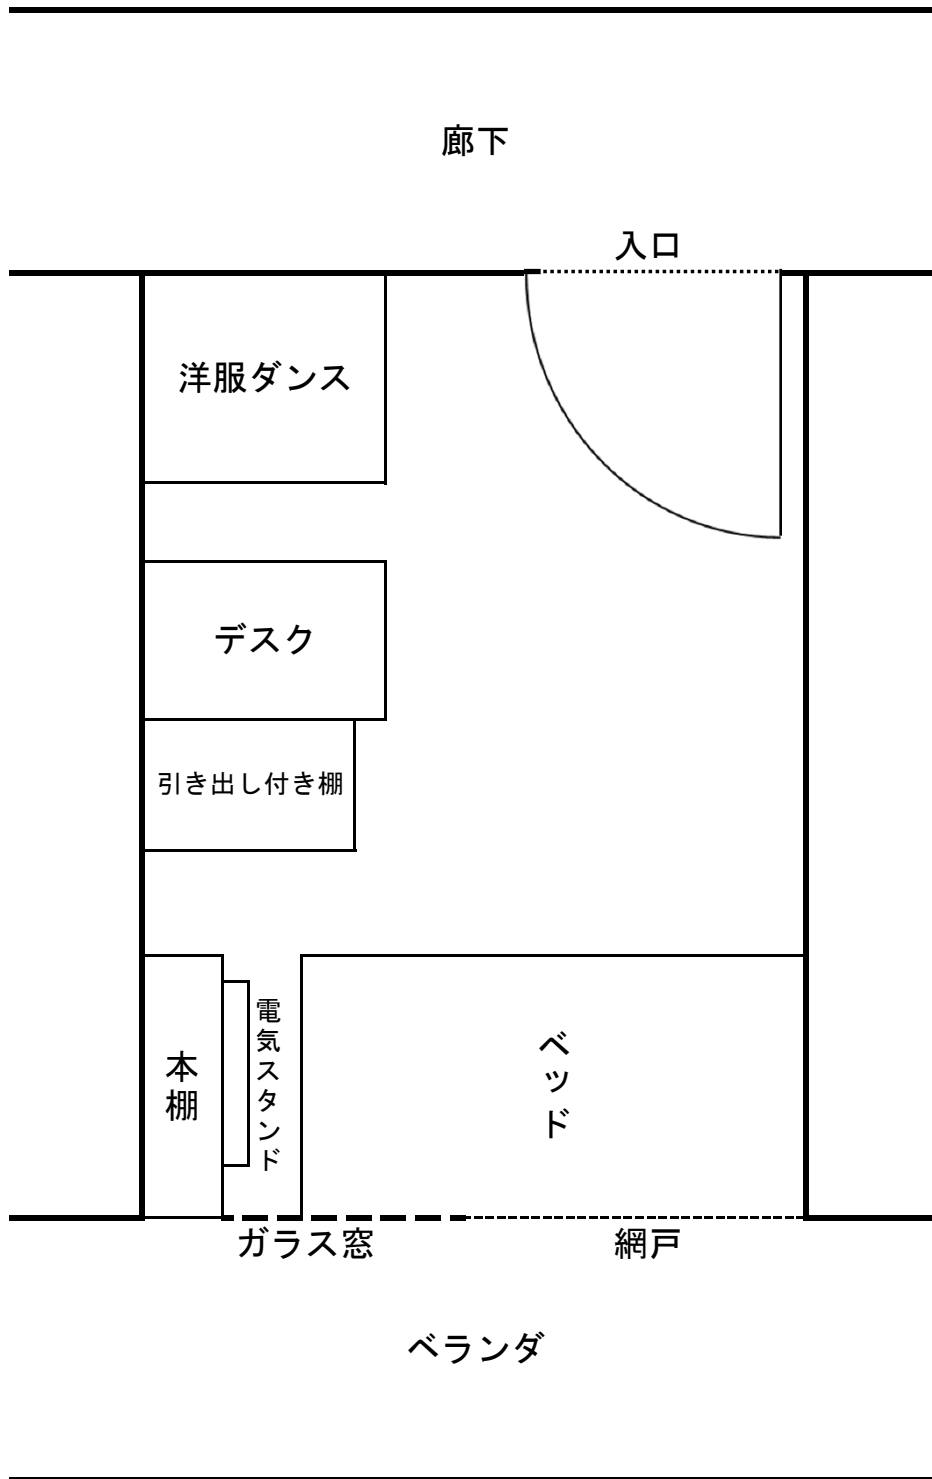 廊下
入口
洋服ダンス
デスク
引き出し付き棚
本棚
電気スタンド
ベッド
ガラス窓
網戸
ベランダ